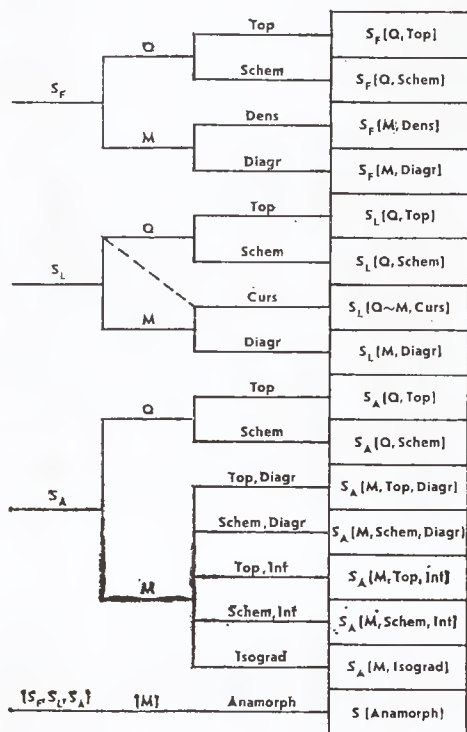 Top
S_F [Q, Top]
Q
Schem
S_F [Q, Schem]
S_F
Dens
S_F [M, Dens]
M
Diagr
S_F [M, Diagr]
Top
S_L [Q, Top]
Q
Schem
S_L [Q, Schem]
S_L
Curs
S_L [Q~M, Curs]
M
Diagr
S_L [M, Diagr]
Top
S_A [Q, Top]
Q
Schem
S_A [Q, Schem]
Top, Diagr
S_A [M, Top, Diagr]
S_A
Schem, Diagr
S_A [M, Schem, Diagr]
Top, Int
S_A [M, Top, Int]
M
Schem, Int
S_A [M, Schem, Int]
Isograd
S_A [M, Isograd]
[S_F, S_L, S_A] [M] Anamorph S [Anamorph]